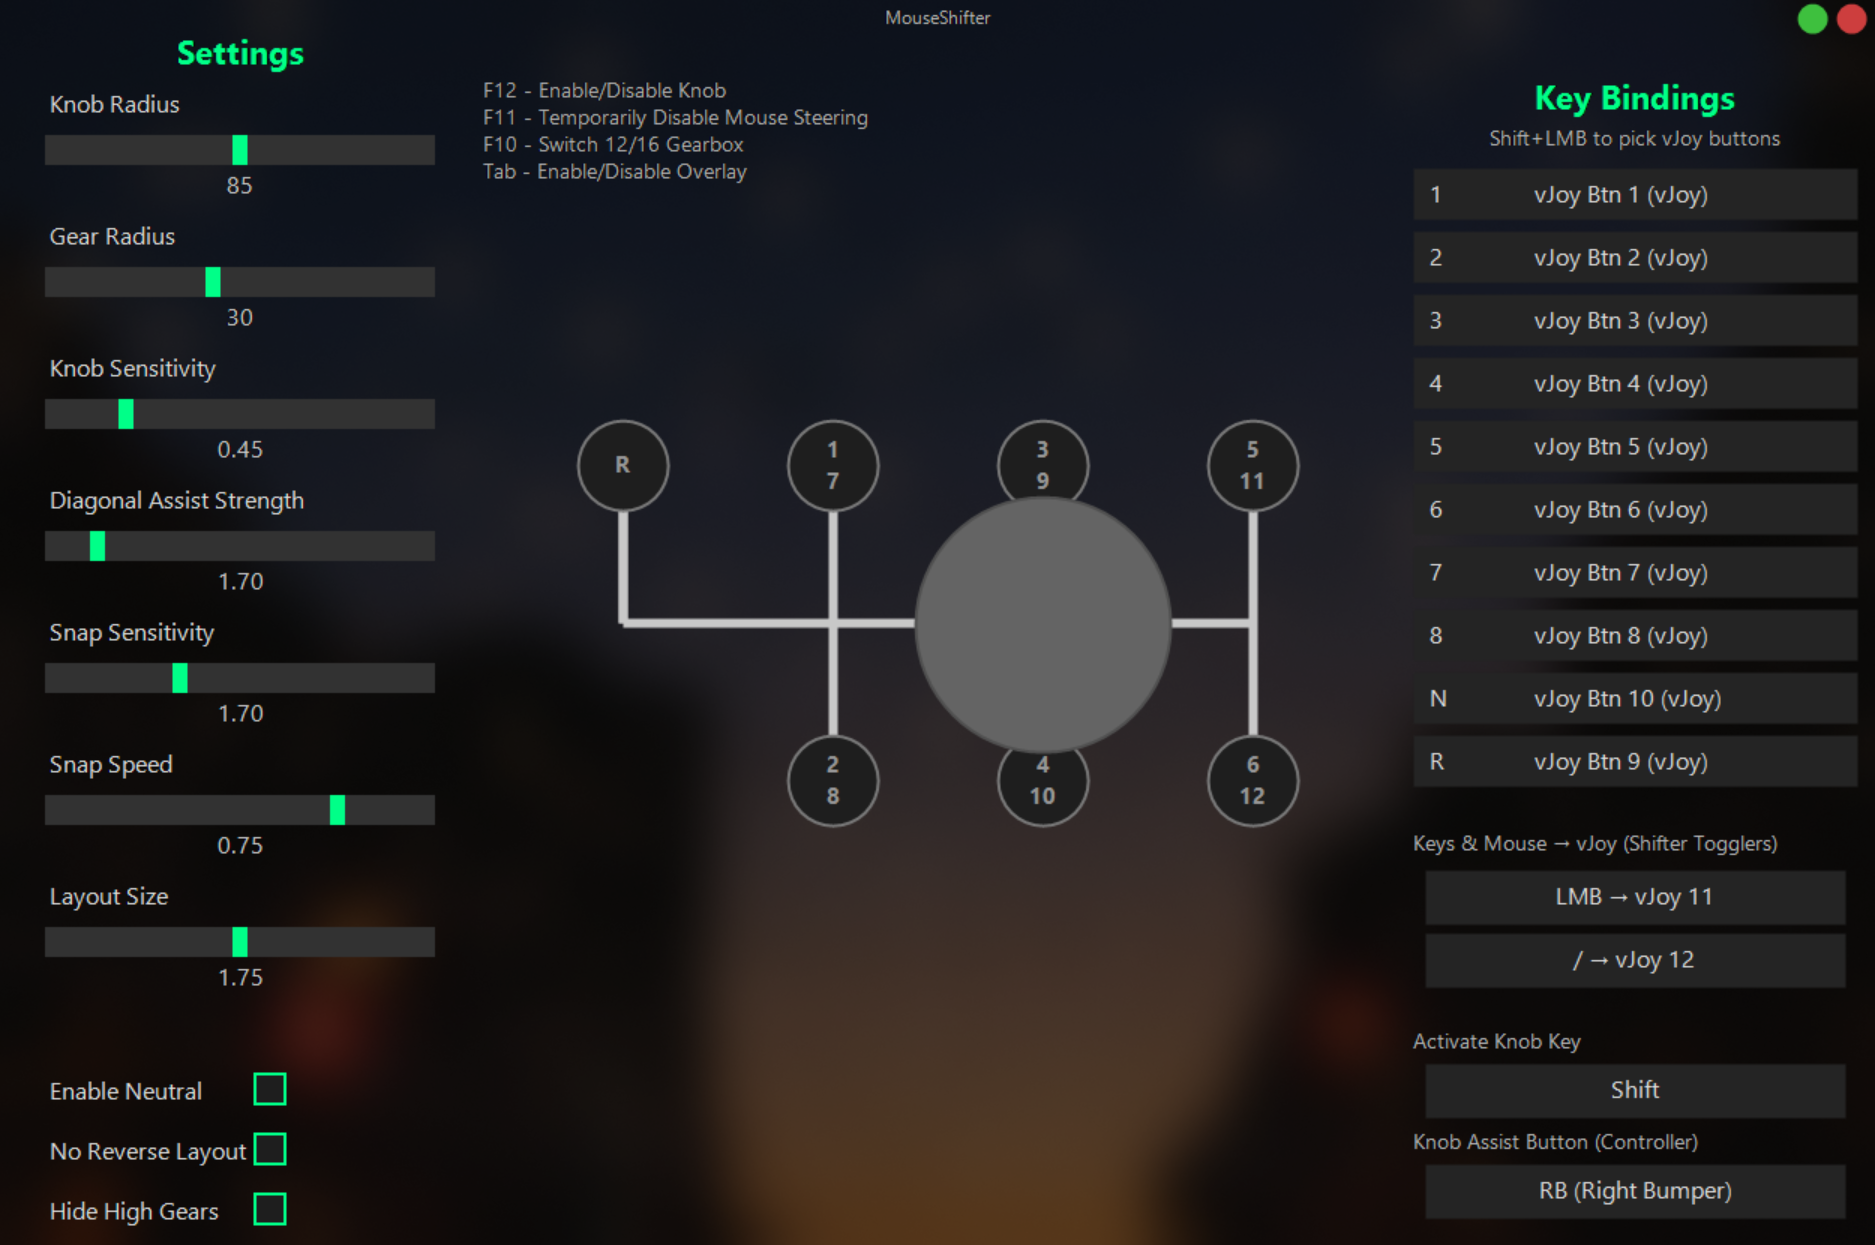 MouseShifter
Settings
Knob Radius
85
Gear Radius
30
Knob Sensitivity
0.45
Diagonal Assist Strength
1.70
Snap Sensitivity
1.70
Snap Speed
0.75
Layout Size
1.75
Enable Neutral
No Reverse Layout
Hide High Gears
F12 - Enable/Disable Knob
F11 - Temporarily Disable Mouse Steering
F10 - Switch 12/16 Gearbox
Tab - Enable/Disable Overlay
R
1
7
3
9
5
11
2
8
4
10
6
12
Key Bindings
Shift+LMB to pick vJoy buttons
1 vJoy Btn 1 (vJoy)
2 vJoy Btn 2 (vJoy)
3 vJoy Btn 3 (vJoy)
4 vJoy Btn 4 (vJoy)
5 vJoy Btn 5 (vJoy)
6 vJoy Btn 6 (vJoy)
7 vJoy Btn 7 (vJoy)
8 vJoy Btn 8 (vJoy)
N vJoy Btn 10 (vJoy)
R vJoy Btn 9 (vJoy)
Keys & Mouse → vJoy (Shifter Togglers)
LMB → vJoy 11
/ → vJoy 12
Activate Knob Key
Shift
Knob Assist Button (Controller)
RB (Right Bumper)